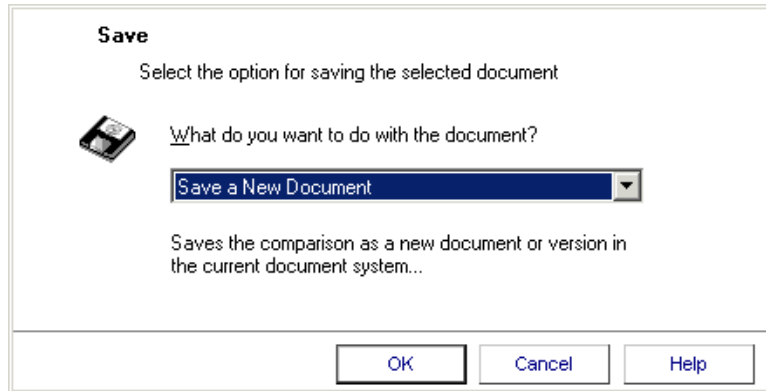 Save
Select the option for saving the selected document
What do you want to do with the document?
Save a New Document
Saves the comparison as a new document or version in
the current document system...
OK Cancel Help